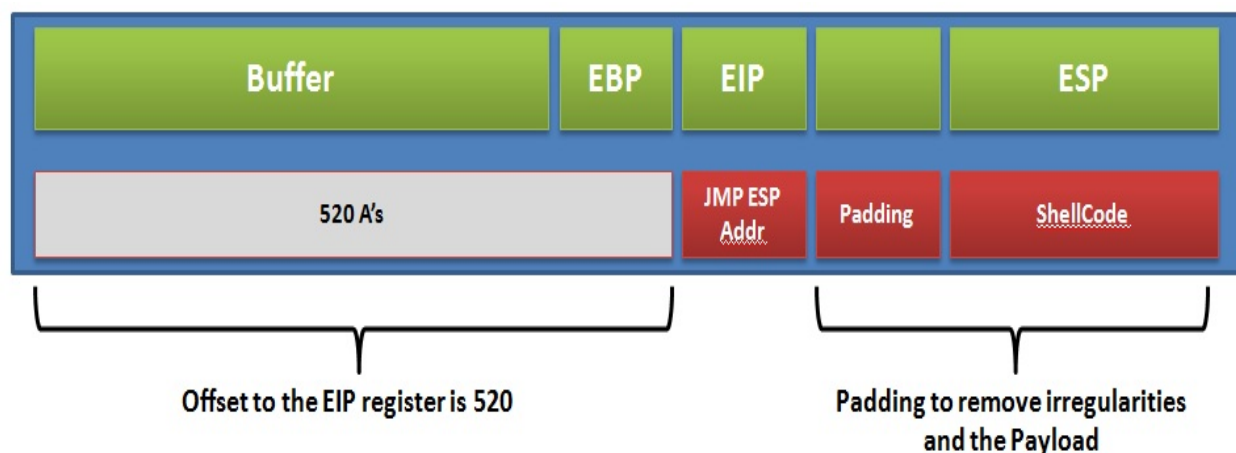 Buffer
EBP
EIP
ESP
520 A's
JMP ESP
Addr
Padding
ShellCode
Offset to the EIP register is 520
Padding to remove irregularities
and the Payload